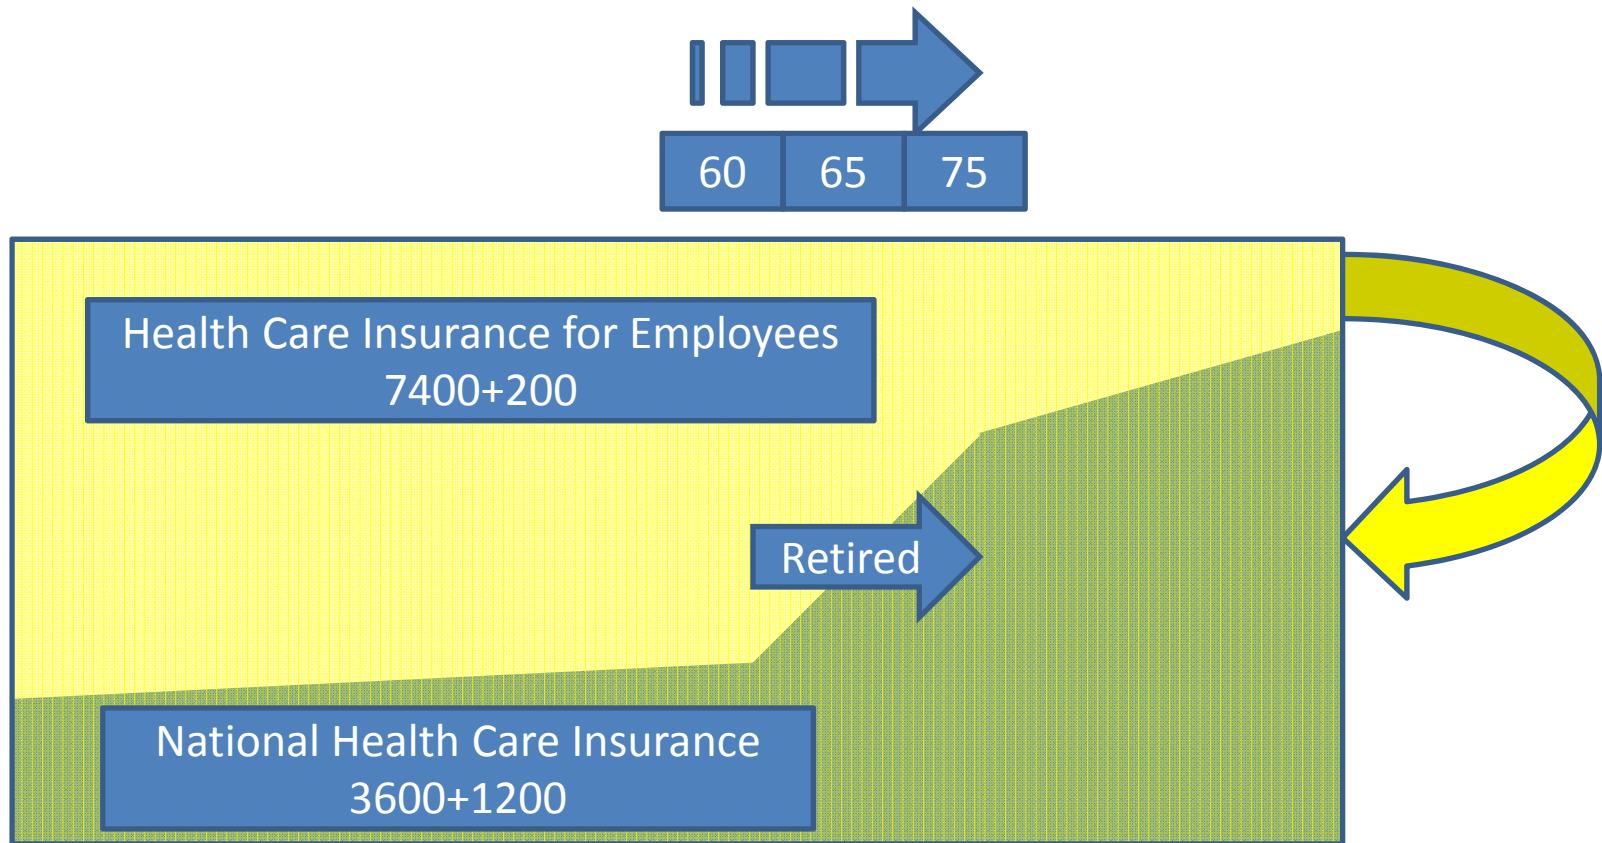 60 65 75
Health Care Insurance for Employees
7400+200
Retired
National Health Care Insurance
3600+1200